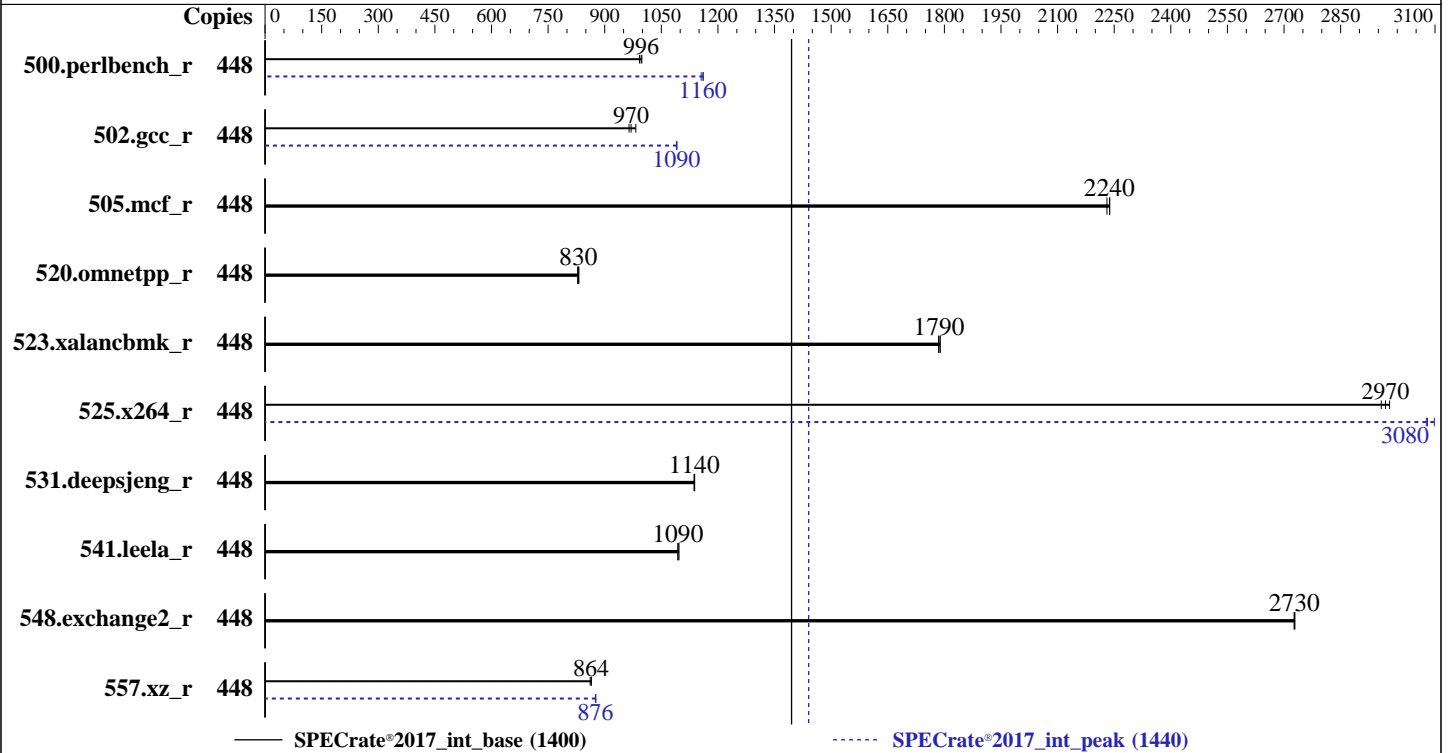 Copies 0 150 300 450 600 750 900 1050 1200 1350 1500 1650 1800 1950 2100 2250 2400 2550 2700 2850 3100
500.perlbench_r 448 996
1160
502.gcc_r 448 970
1090
505.mcf_r 448 2240
520.omnetpp_r 448 830
523.xalancbmk_r 448 1790
525.x264_r 448 2970
3080
531.deepsjeng_r 448 1140
541.leela_r 448 1090
548.exchange2_r 448 2730
557.xz_r 448 864
876
SPECrate®2017_int_base (1400) SPECrate®2017_int_peak (1440)